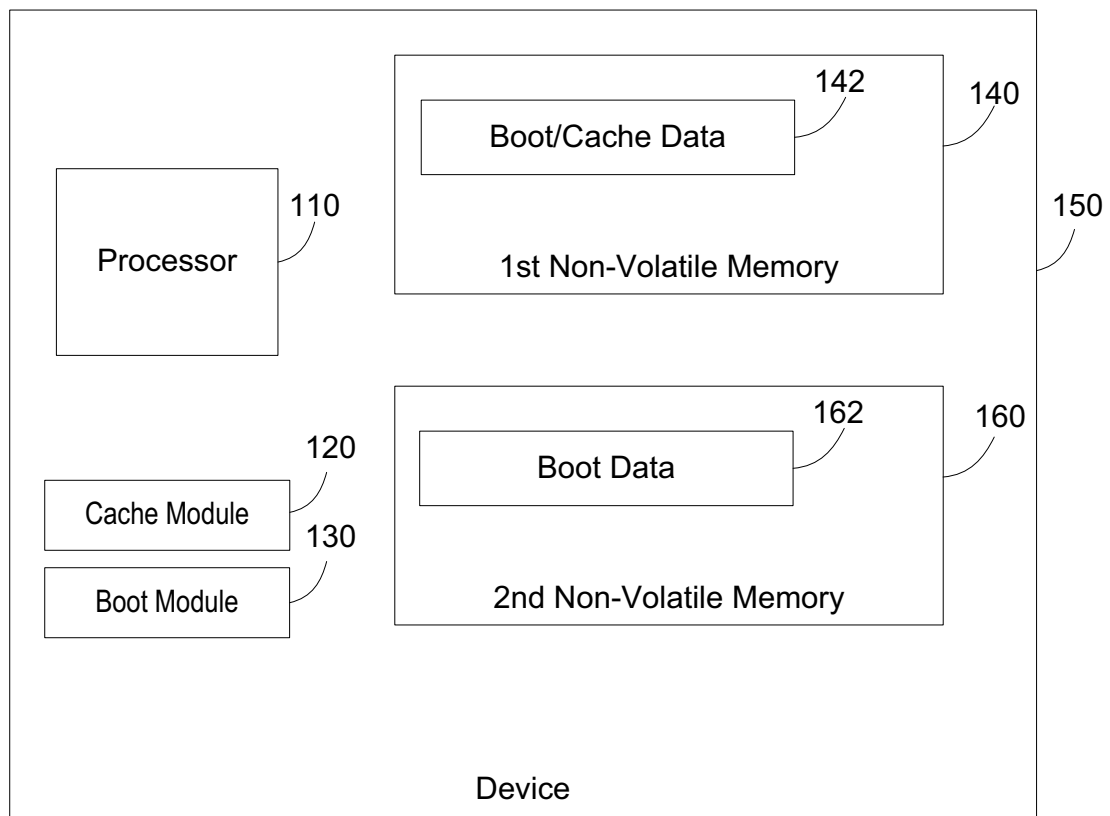 142
140
Boot/Cache Data
110
150
Processor
1st Non-Volatile Memory
162
160
Boot Data
120
Cache Module
130
Boot Module
2nd Non-Volatile Memory
Device